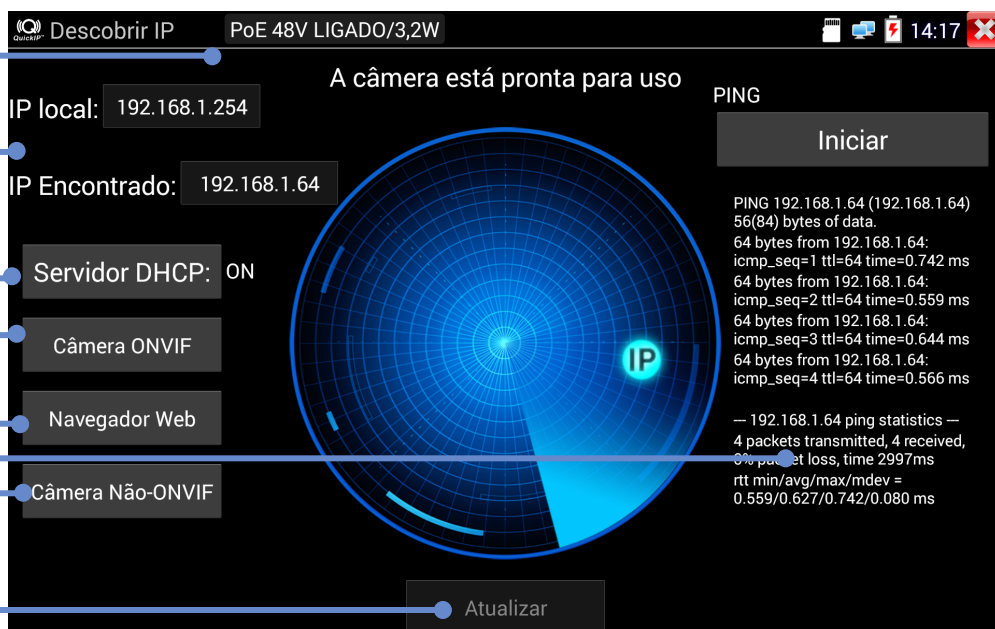 QuickIP™ Descobrir IP
PoE 48V LIGADO/3,2W
14:17
A câmera está pronta para uso
IP local: 192.168.1.254
IP Encontrado: 192.168.1.64
Servidor DHCP: ON
Câmera ONVIF
Navegador Web
Câmera Não-ONVIF
IP
Atualizar
PING
Iniciar
PING 192.168.1.64 (192.168.1.64)
56(84) bytes of data.
64 bytes from 192.168.1.64:
icmp_seq=1 ttl=64 time=0.742 ms
64 bytes from 192.168.1.64:
icmp_seq=2 ttl=64 time=0.559 ms
64 bytes from 192.168.1.64:
icmp_seq=3 ttl=64 time=0.644 ms
64 bytes from 192.168.1.64:
icmp_seq=4 ttl=64 time=0.566 ms
--- 192.168.1.64 ping statistics ---
4 packets transmitted, 4 received,
0% packet loss, time 2997ms
rtt min/avg/max/mdev =
0.559/0.627/0.742/0.080 ms